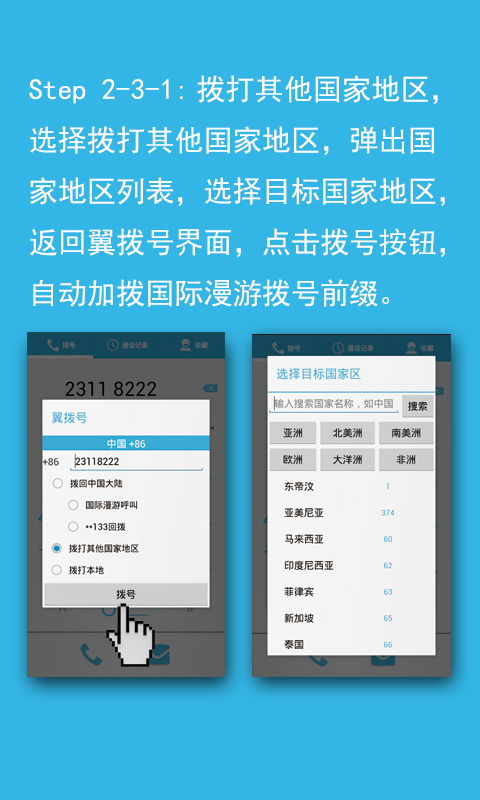 Step 2-3-1: 拨打其他国家地区，
选择拨打其他国家地区，弹出国
家地区列表，选择目标国家地区，
返回翼拨号界面，点击拨号按钮，
自动加拨国际漫游拨号前缀。
拨号 通话记录 收藏
2311 8222
翼拨号
中国 +86
+86 23118222
拨回中国大陆
国际漫游呼叫
**133回拨
拨打其他国家地区
拨打本地
拨号
拨号 通话记录 收藏
选择目标国家区
输入搜索国家名称，如中国 搜索
亚洲 北美洲 南美洲
欧洲 大洋洲 非洲
东帝汶 1
亚美尼亚 374
马来西亚 60
印度尼西亚 62
菲律宾 63
新加坡 65
泰国 66